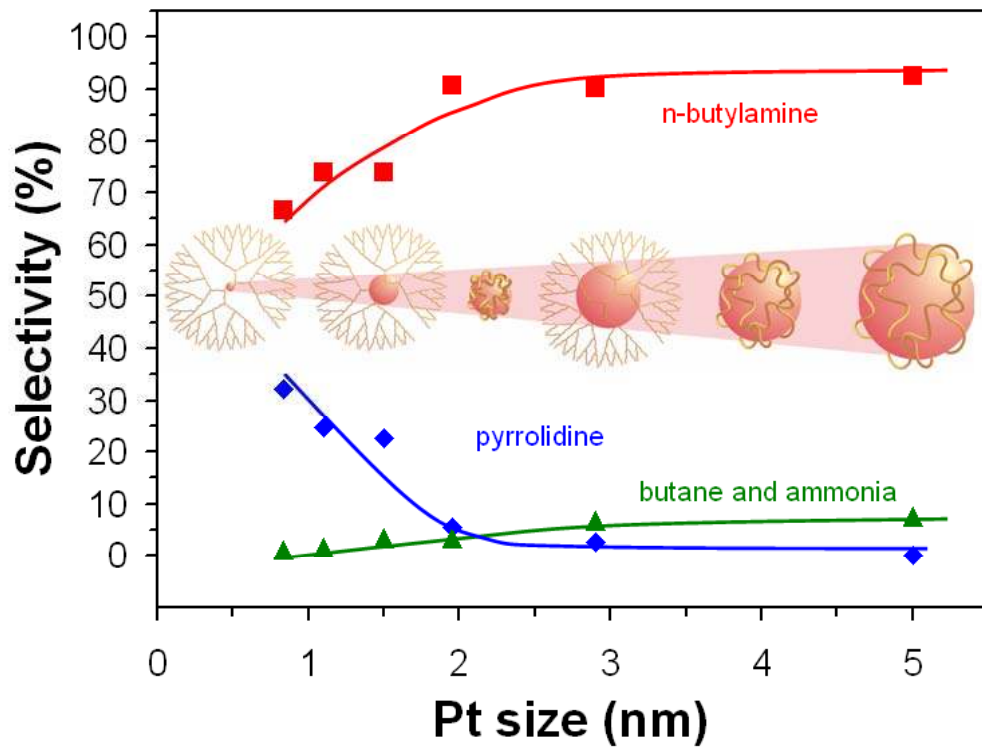 100
90
80
70
60
50
40
30
20
10
0
Selectivity (%)
n-butylamine
pyrrolidine
butane and ammonia
0 1 2 3 4 5
Pt size (nm)